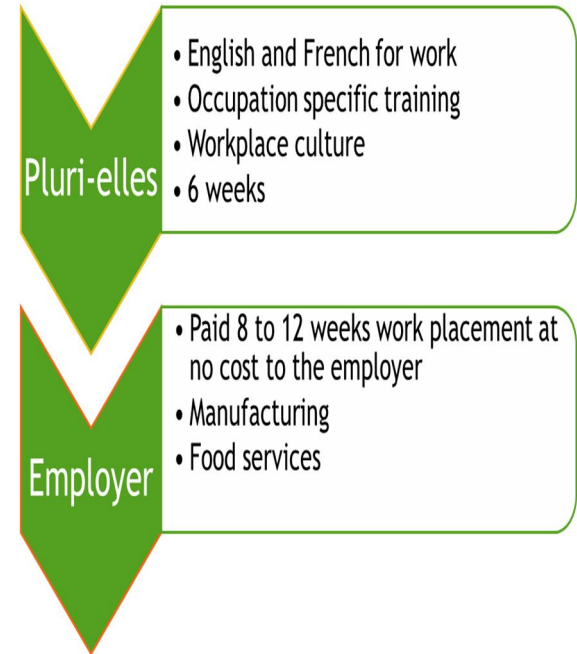 Pluri-elles
• English and French for work
• Occupation specific training
• Workplace culture
• 6 weeks
Employer
• Paid 8 to 12 weeks work placement at
no cost to the employer
• Manufacturing
• Food services